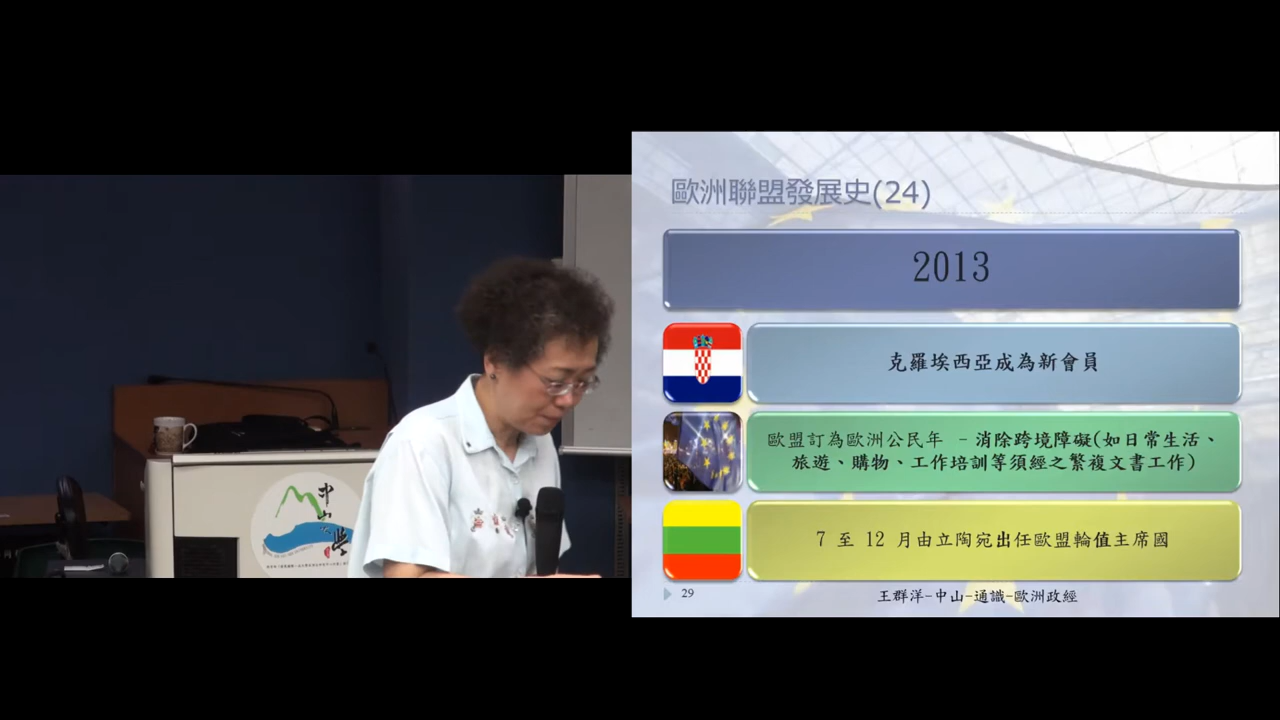 歐洲聯盟發展史(24)
2013
克羅埃西亞成為新會員
歐盟訂為歐洲公民年 – 消除跨境障礙(如日常生活、
旅遊、購物、工作培訓等須經之繁複文書工作)
7 至 12 月由立陶宛出任歐盟輪值主席國
29
王群洋-中山-通識-歐洲政經
中山大學